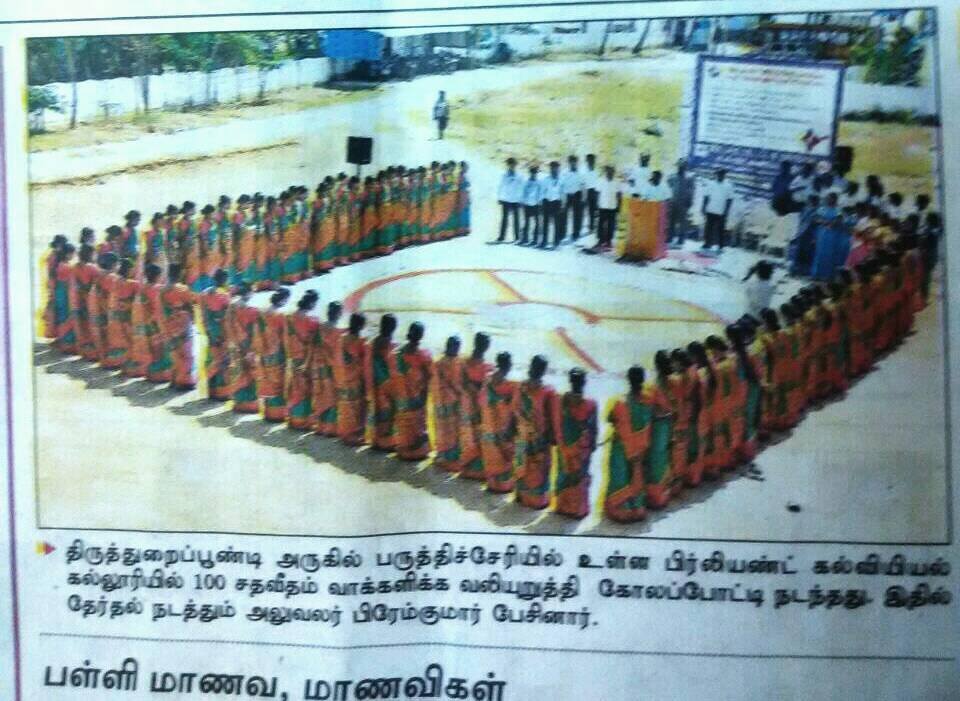 திருத்துறைப்பூண்டி அருகில் பருத்திச்சேரியில் உள்ள பிர்லியண்ட் கல்வியியல்
கல்லூரியில் 100 சதவீதம் வாக்களிக்க வலியுறுத்தி கோலப்போட்டி நடந்தது. இதில்
தேர்தல் நடத்தும் அலுவலர் பிரேம்குமார் பேசினார்.
பள்ளி மாணவ, மாணவிகள்